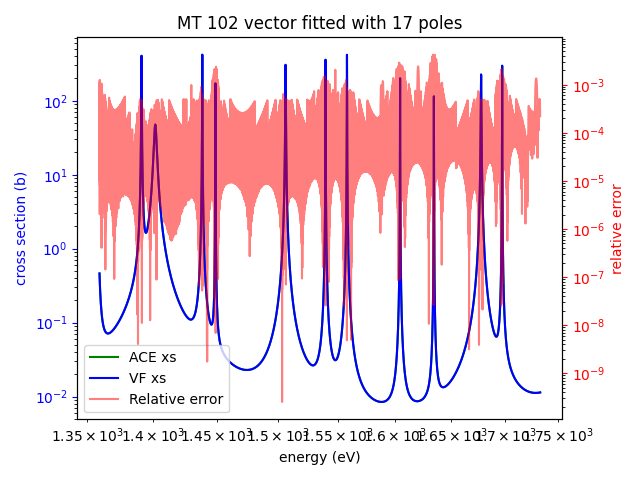 MT 102 vector fitted with 17 poles
cross section (b)
10² 10¹ 10⁰ 10⁻¹ 10⁻²
10⁻³ 10⁻⁴ 10⁻⁵ 10⁻⁶ 10⁻⁷ 10⁻⁸ 10⁻⁹
relative error
ACE xs
VF xs
Relative error
1.35 × 10³ 1.4 × 10³ 1.45 × 10³ 1.5 × 10³ 1.55 × 10³ 1.6 × 10³ 1.65 × 10³ 1.7 × 10³ 1.75 × 10³
energy (eV)